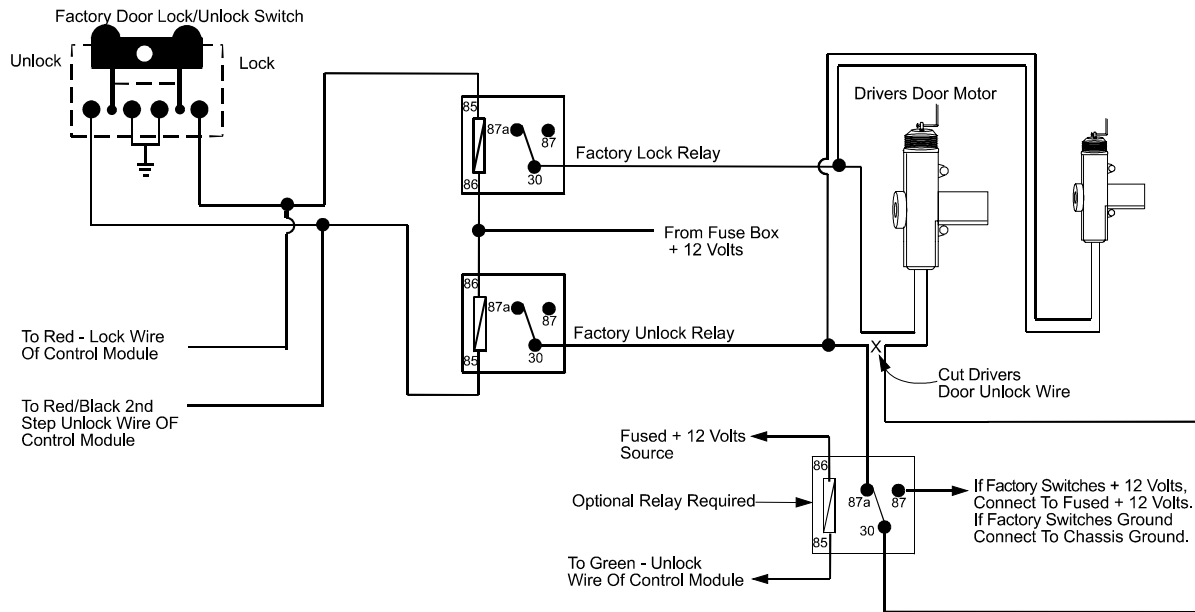 Factory Door Lock/Unlock Switch
Unlock
Lock
85
87a
87
30
86
Factory Lock Relay
Drivers Door Motor
From Fuse Box
+ 12 Volts
86
87a
87
30
85
Factory Unlock Relay
To Red - Lock Wire
Of Control Module
To Red/Black 2nd
Step Unlock Wire OF
Control Module
X
Cut Drivers
Door Unlock Wire
Fused + 12 Volts
Source
Optional Relay Required
86
87a
87
30
85
If Factory Switches + 12 Volts,
Connect To Fused + 12 Volts.
If Factory Switches Ground
Connect To Chassis Ground.
To Green - Unlock
Wire Of Control Module